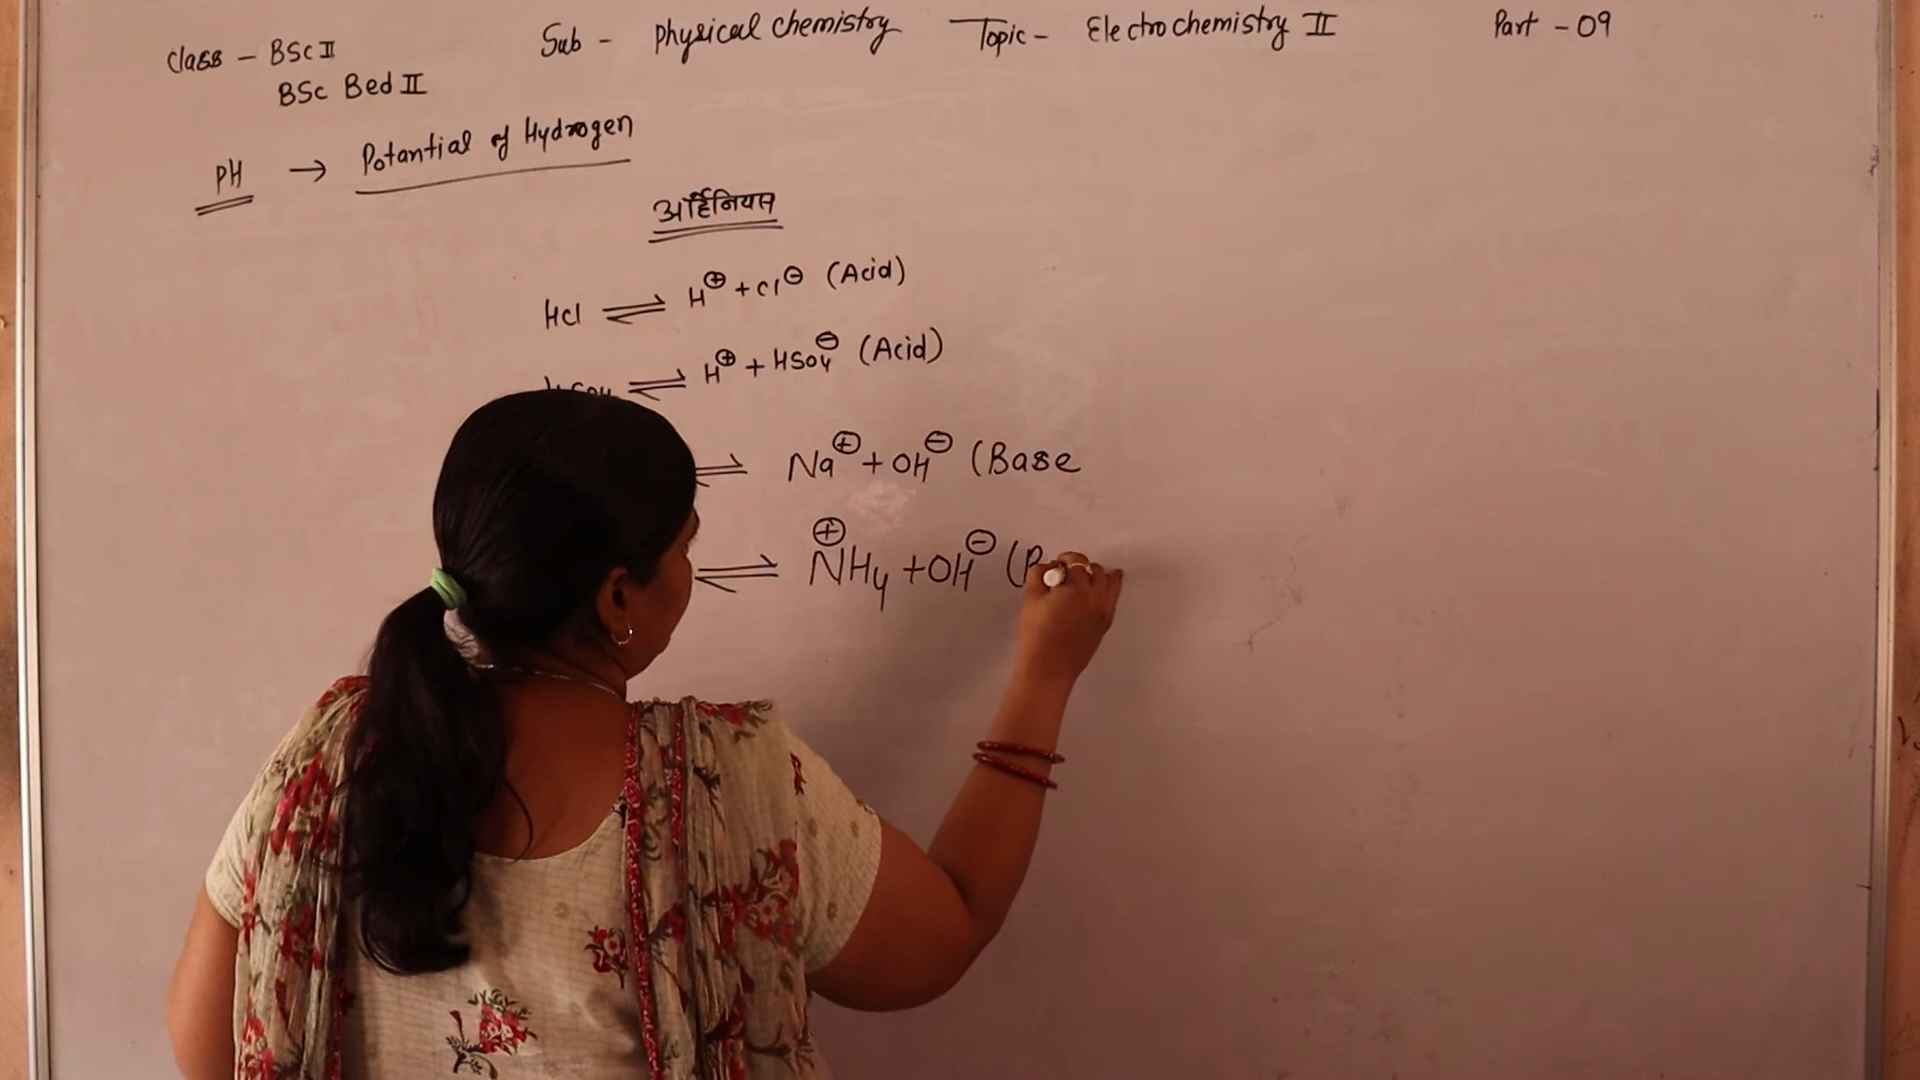 Class - BSc II Sub - Physical chemistry Topic - Electrochemistry II Part - 09
BSc Bed II
PH → Potantial of Hydrogen
अर्हिनियस
HCl ⇌ H⊕ + Cl⊖ (Acid)
⇌ H⊕ + HSO4⊖ (Acid)
⇌ Na⊕ + OH⊖ (Base
⇌ ⊕NH4 + OH⊖ (B